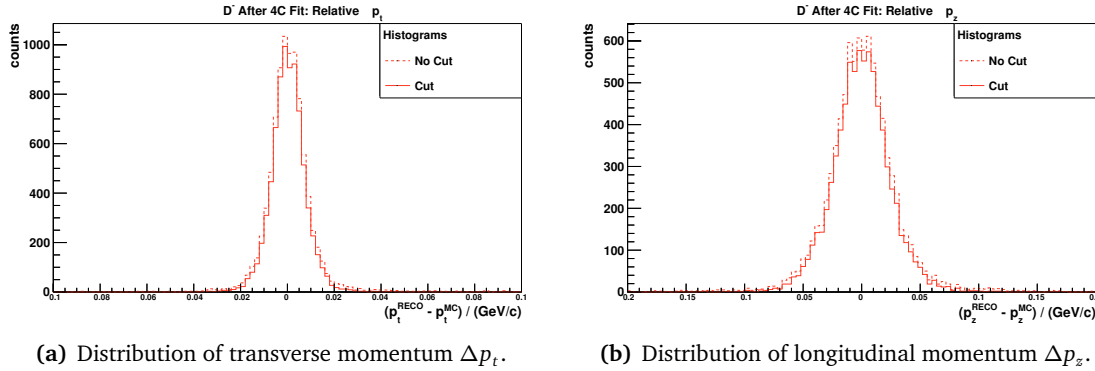 D⁻ After 4C Fit: Relative p_t
counts
1000
800
600
400
200
0
Histograms
No Cut
Cut
0.1 0.08 0.06 0.04 0.02 0 0.02 0.04 0.06 0.08 0.1
(p_t^RECO - p_t^MC) / (GeV/c)
(a) Distribution of transverse momentum Δp_t.
D⁻ After 4C Fit: Relative p_z
counts
600
500
400
300
200
100
0
Histograms
No Cut
Cut
0.2 0.15 0.1 0.05 0 0.05 0.1 0.15 0.2
(p_z^RECO - p_z^MC) / (GeV/c)
(b) Distribution of longitudinal momentum Δp_z.